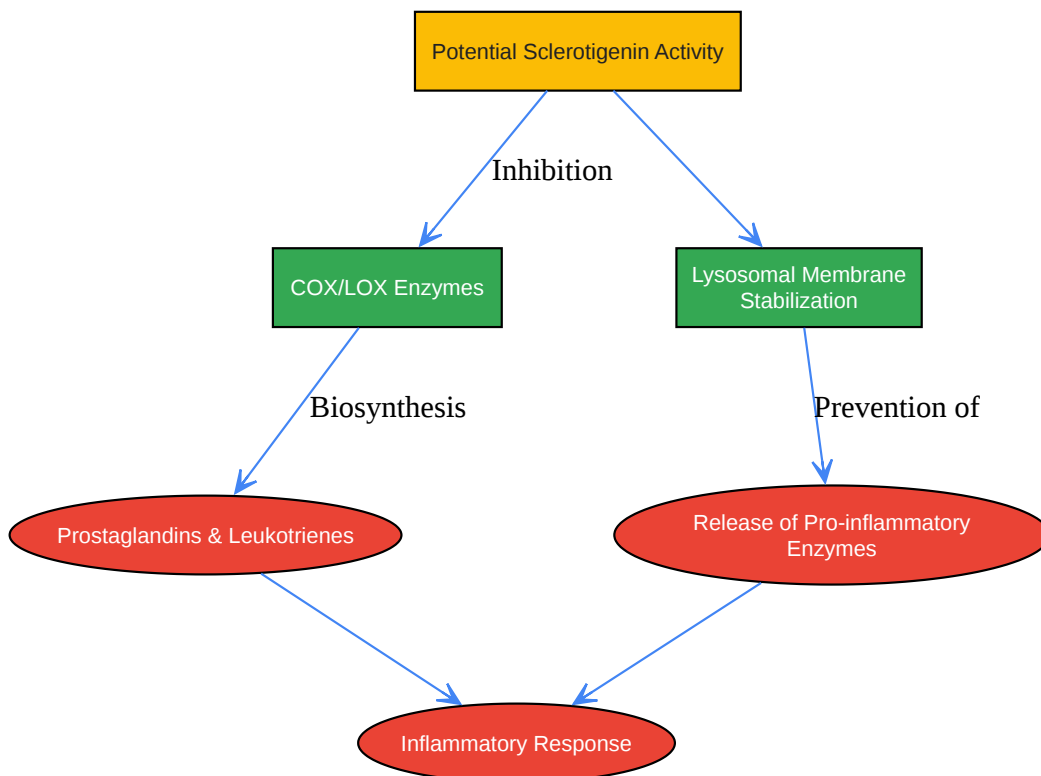 Potential Sclerotigenin Activity
Inhibition
COX/LOX Enzymes
Lysosomal Membrane
Stabilization
Biosynthesis
Prevention of
Prostaglandins & Leukotrienes
Release of Pro-inflammatory
Enzymes
Inflammatory Response